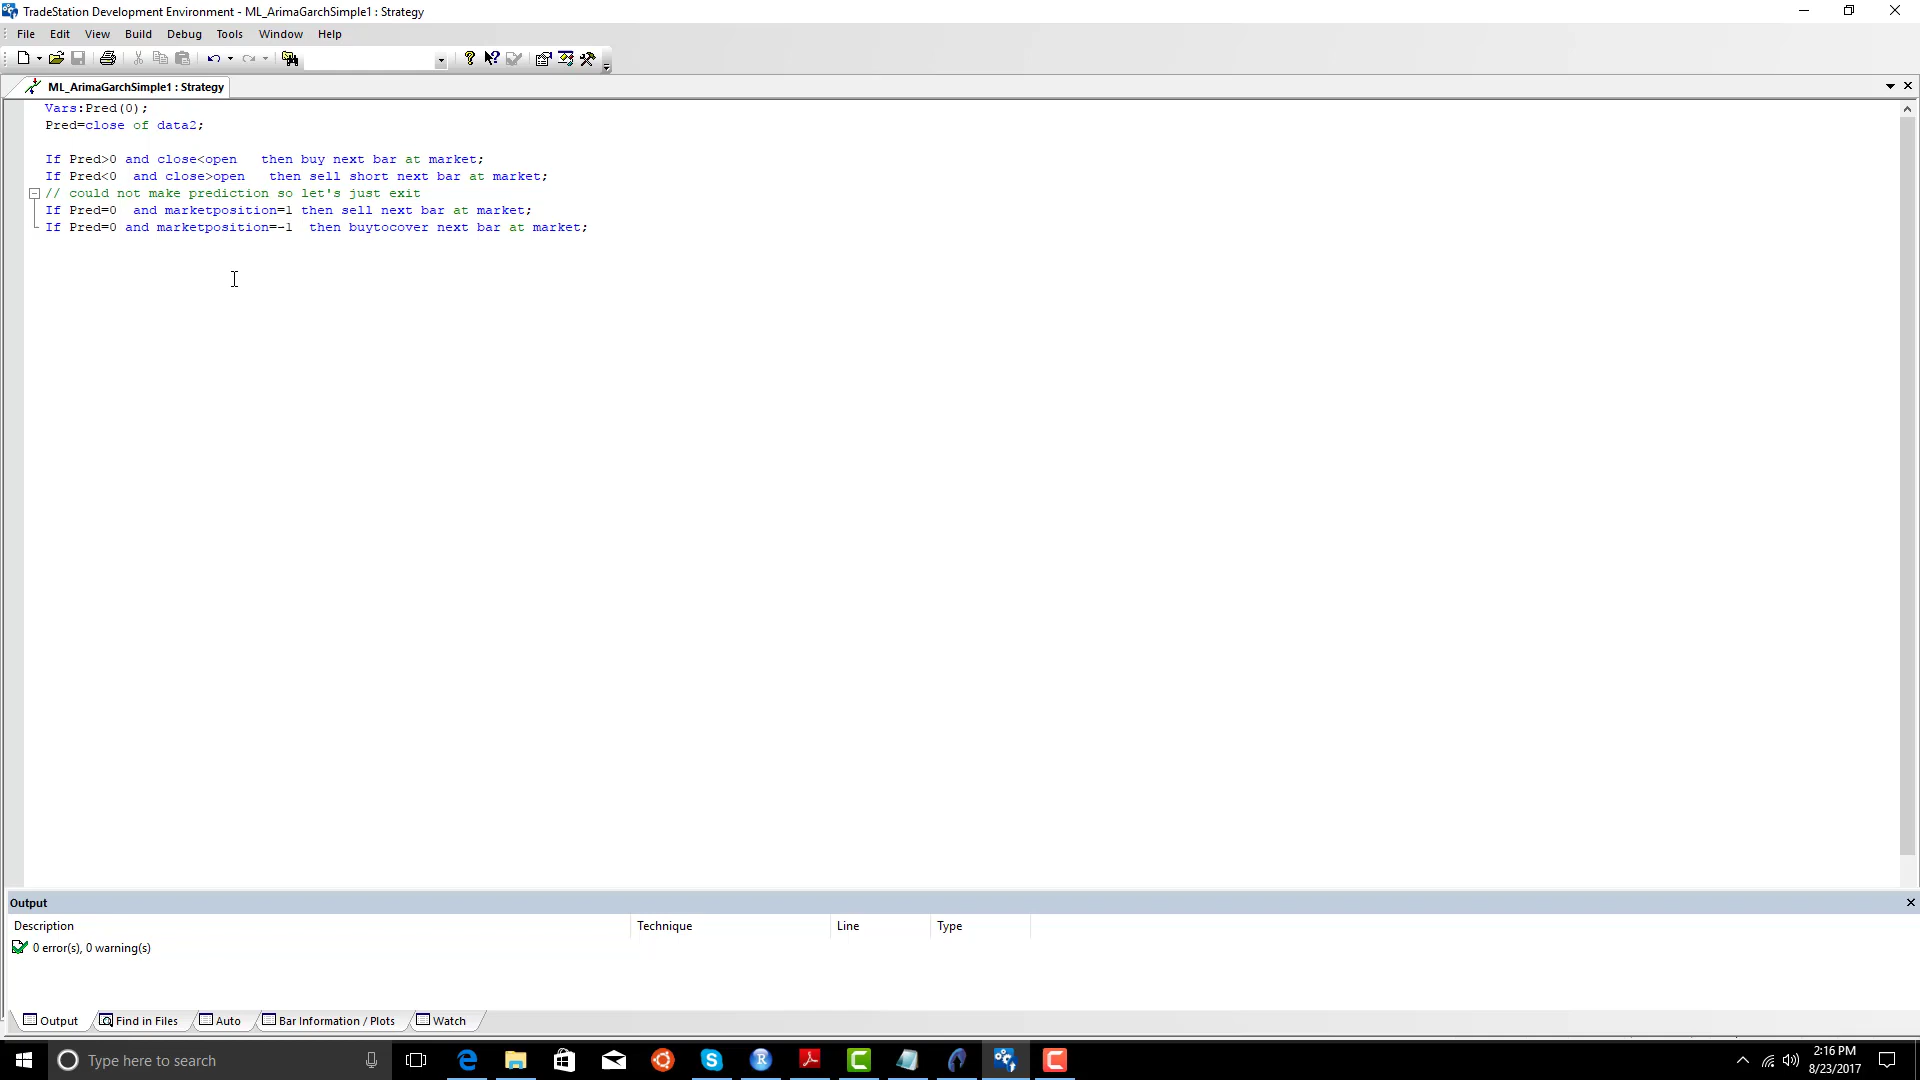 TradeStation Development Environment - ML_ArimaGarchSimple1 : Strategy
File Edit View Build Debug Tools Window Help
ML_ArimaGarchSimple1 : Strategy
Vars:Pred(0);
Pred=close of data2;
If Pred>0 and close<open   then buy next bar at market;
If Pred<0  and close>open   then sell short next bar at market;
// could not make prediction so let's just exit
If Pred=0  and marketposition=1 then sell next bar at market;
If Pred=0 and marketposition=-1  then buytocover next bar at market;
Output
Description Technique Line Type
0 error(s), 0 warning(s)
Output Find in Files Auto Bar Information / Plots Watch
Type here to search
2:16 PM
8/23/2017